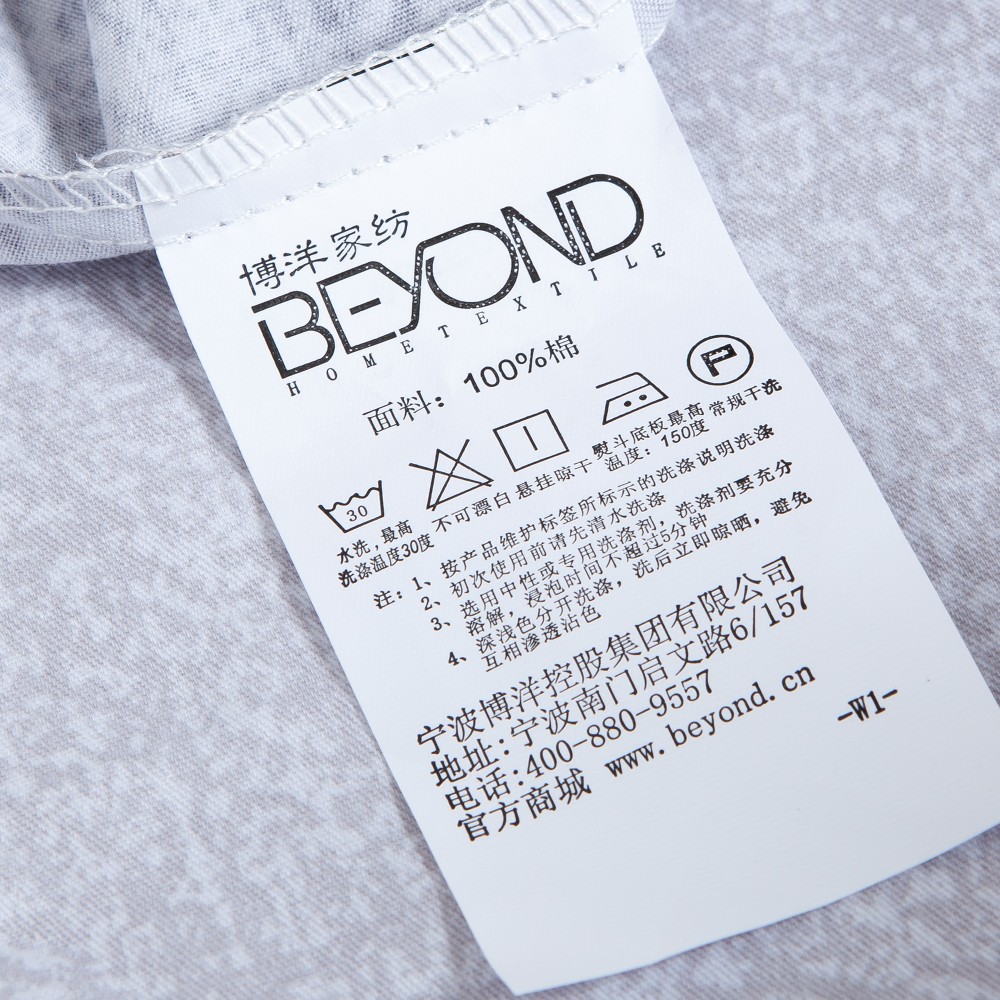 博洋家纺
BEYOND
HOME TEXTILE
面料：100%棉
30
P
水洗，最高
洗涤温度30度
不可漂白
悬挂晾干
熨斗底板最高
温度：150度
常规干洗
注：1、按产品维护标签所标示的洗涤说明洗涤
2、初次使用前请先清水洗涤
3、选用中性或专用洗涤剂，洗涤剂要充分
溶解，浸泡时间不超过5分钟
4、深浅色分开洗涤，洗后立即晾晒，避免
互相渗透沾色
宁波博洋控股集团有限公司
地址：宁波南门启文路6/157
电话：400-880-9557
官方商城 www.beyond.cn
-W1-